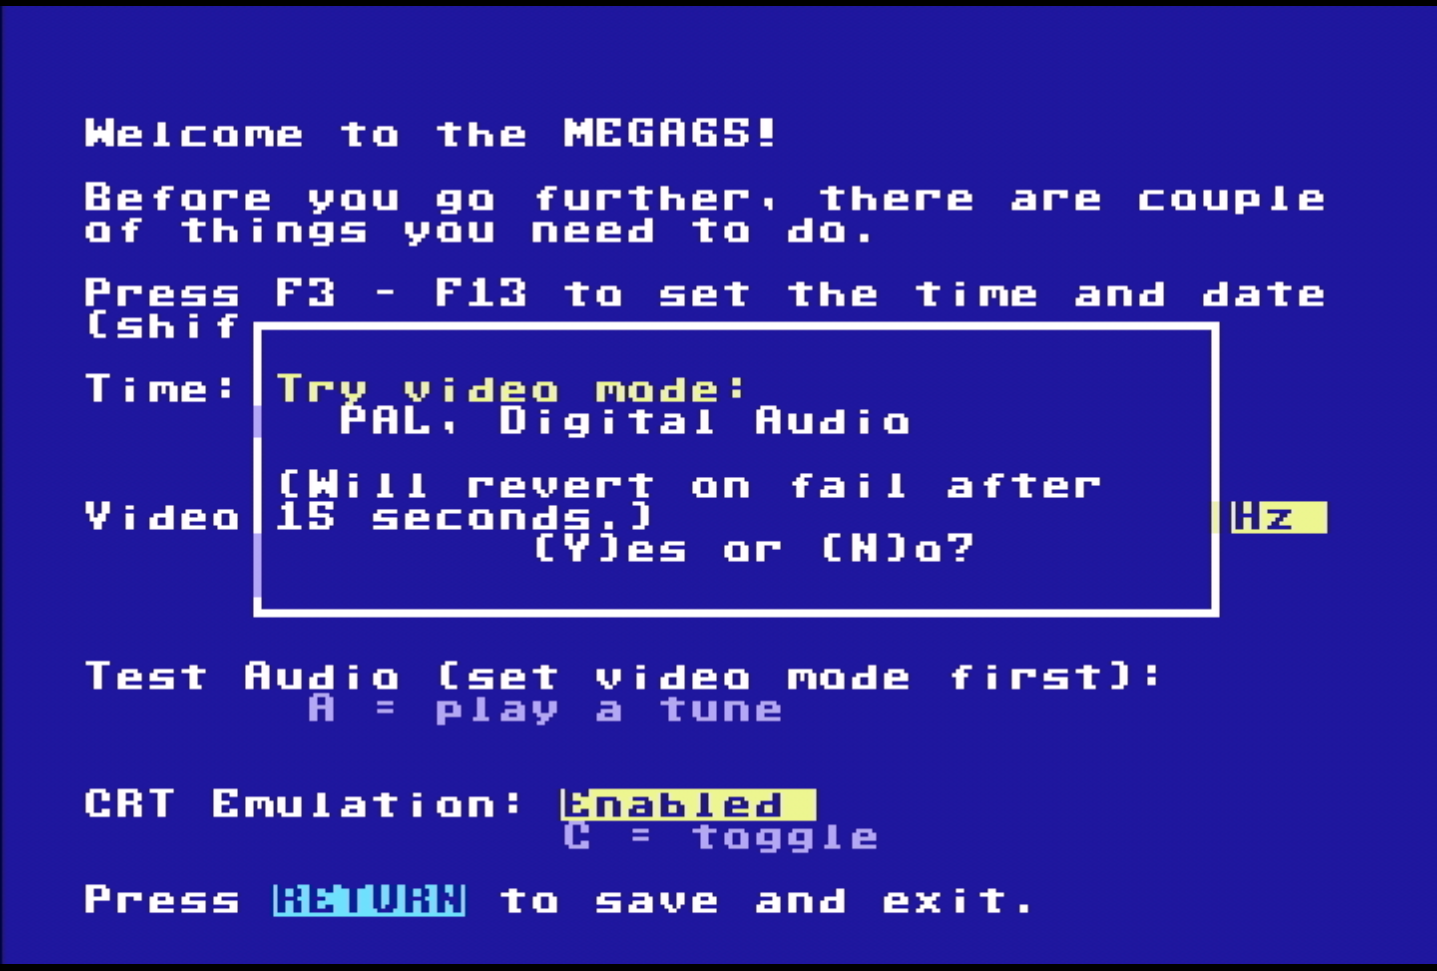 Welcome to the MEGA65!
Before you go further, there are couple
of things you need to do.
Press F3 - F13 to set the time and date
(shif
Time:
Try video mode:
PAL, Digital Audio
(Will revert on fail after
Video
15 seconds.)
Hz
(Y)es or (N)o?
Test Audio (set video mode first):
A = play a tune
CRT Emulation: Enabled
C = toggle
Press RETURN to save and exit.